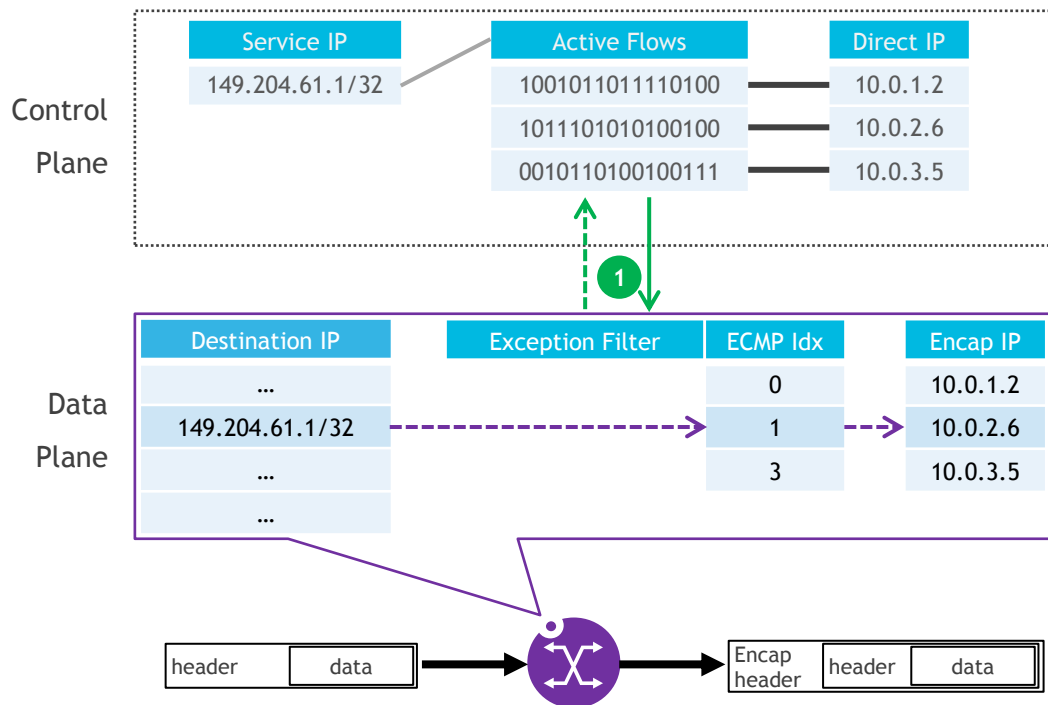 Service IP
Active Flows
Direct IP
149.204.61.1/32
1001011011110100
10.0.1.2
1011101010100100
10.0.2.6
0010110100100111
10.0.3.5
Control
Plane
1
Destination IP
Exception Filter
ECMP Idx
Encap IP
...
0
10.0.1.2
149.204.61.1/32
1
10.0.2.6
...
3
10.0.3.5
...
Data
Plane
header
data
Encap
header
header
data